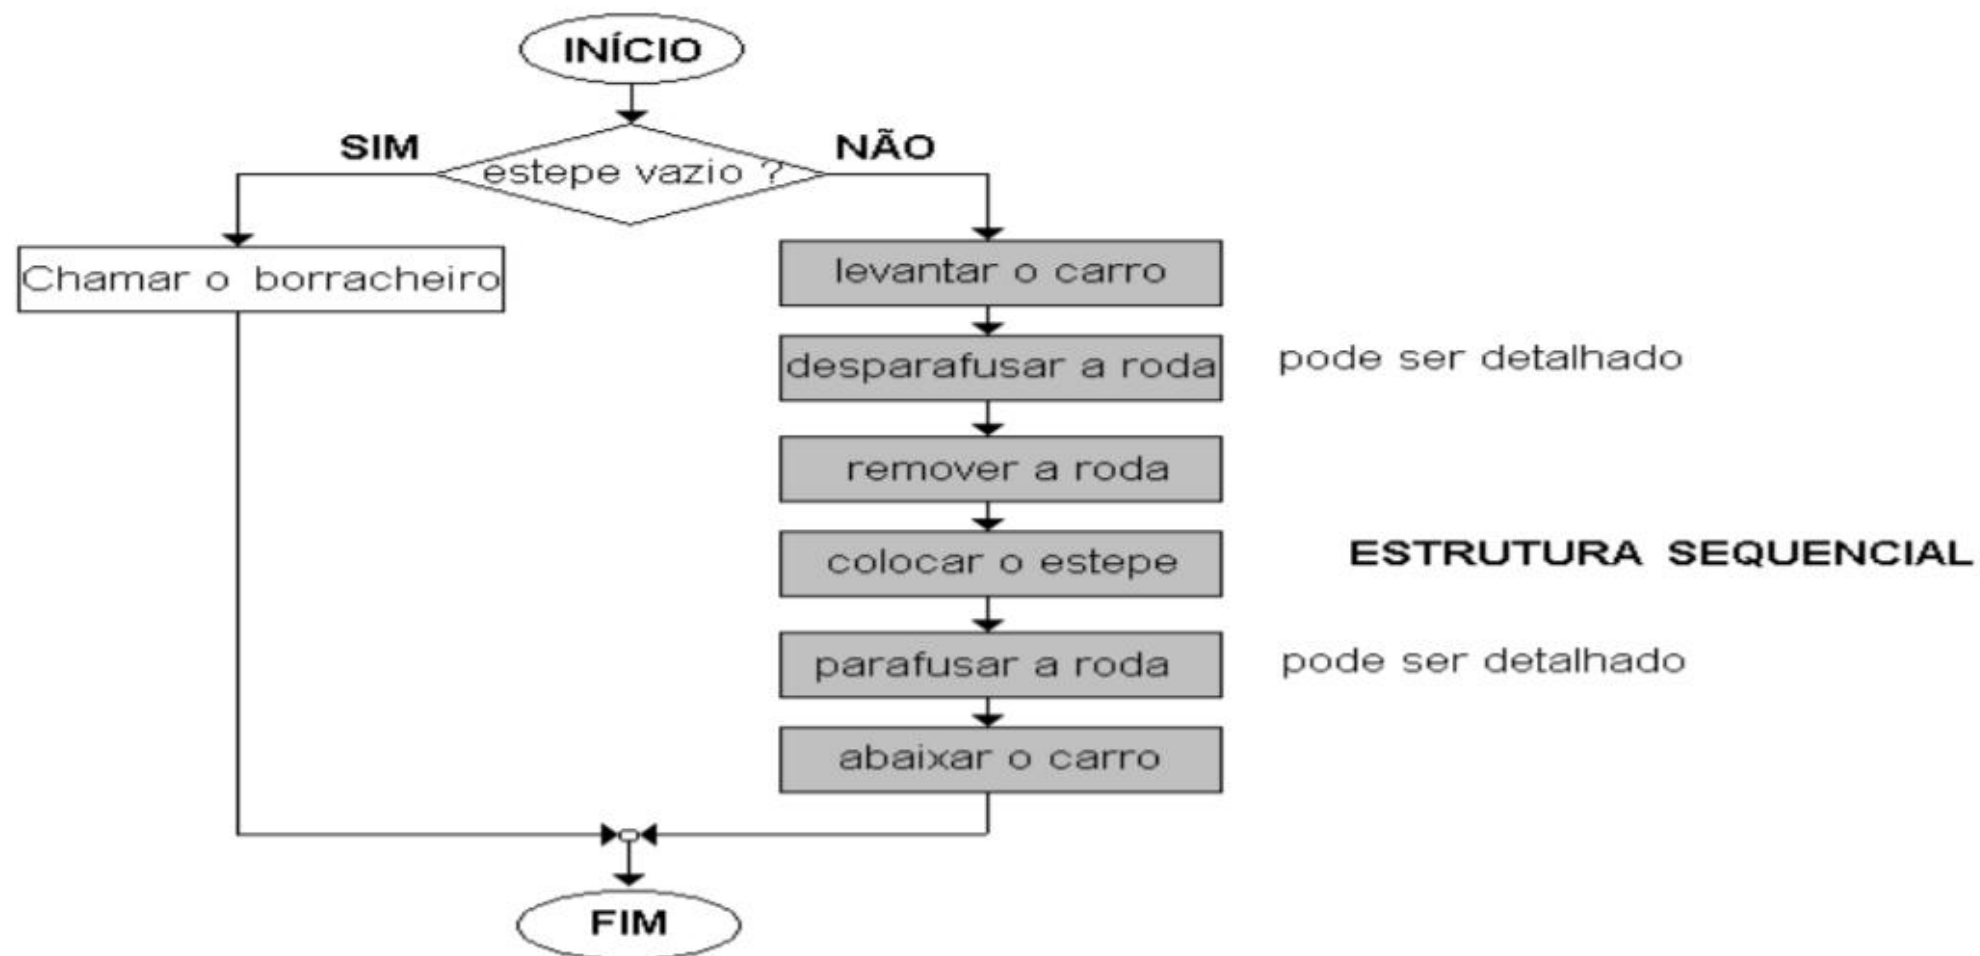 INÍCIO
SIM
NÃO
estepe vazio ?
Chamar o borracheiro
levantar o carro
desparafusar a roda
pode ser detalhado
remover a roda
colocar o estepe
ESTRUTURA SEQUENCIAL
parafusar a roda
pode ser detalhado
abaixar o carro
FIM